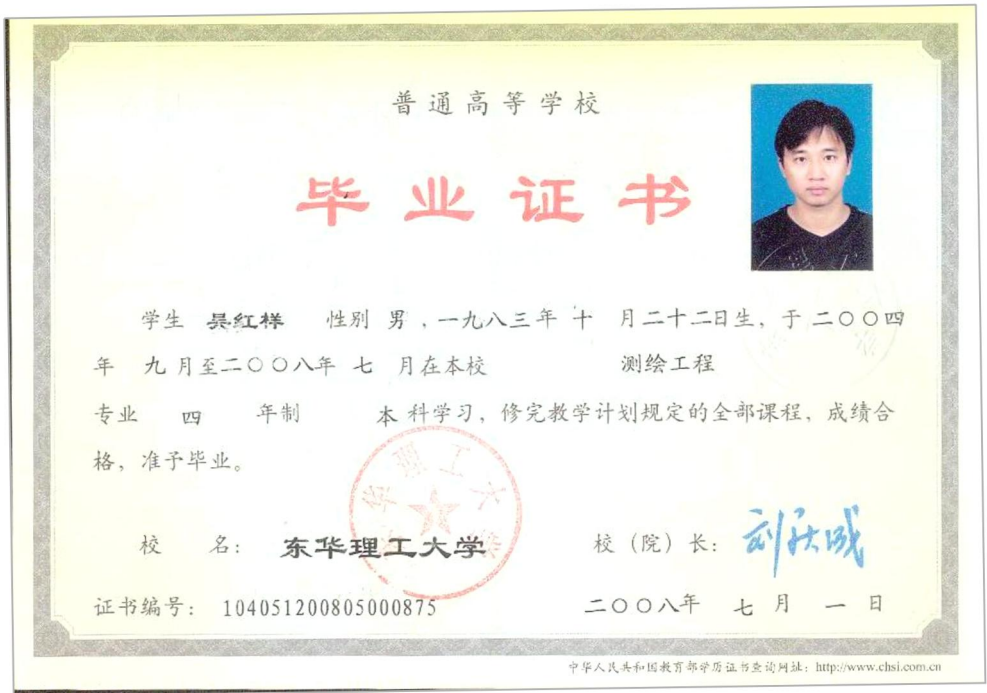 普通高等学校
毕业证书
学生 吴红样 性别 男，一九八三年 十 月二十二日生，于二〇〇四
年 九月至二〇〇八年 七 月在本校 测绘工程
专业 四 年制 本 科学习，修完教学计划规定的全部课程，成绩合
格，准予毕业。
校 名： 东华理工大学 校（院）长：
证书编号： 104051200805000875 二〇〇八年 七 月 一 日
中华人民共和国教育部学历证书查询网址：http://www.chsi.com.cn